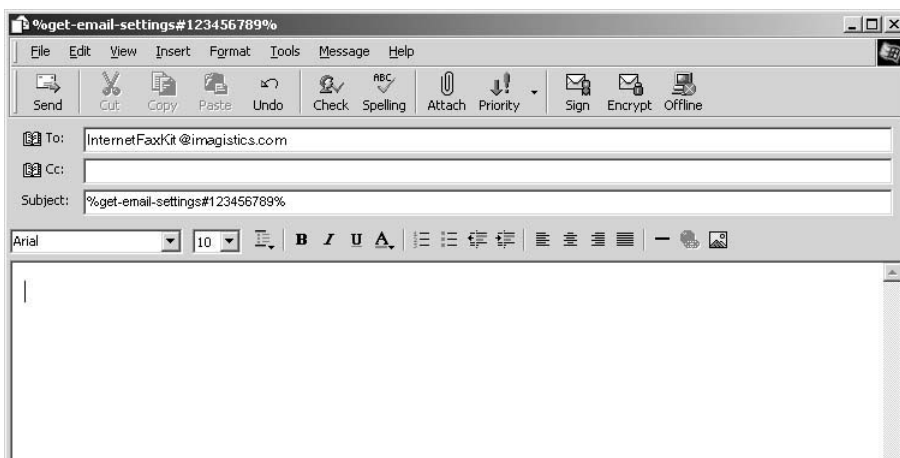 %get-email-settings#123456789%
File Edit View Insert Format Tools Message Help
Send Cut Copy Paste Undo ABC Check Spelling Attach Priority Sign Encrypt Offline
To: InternetFaxKit@imagistics.com
Cc:
Subject: %get-email-settings#123456789%
Arial 10 B I U A